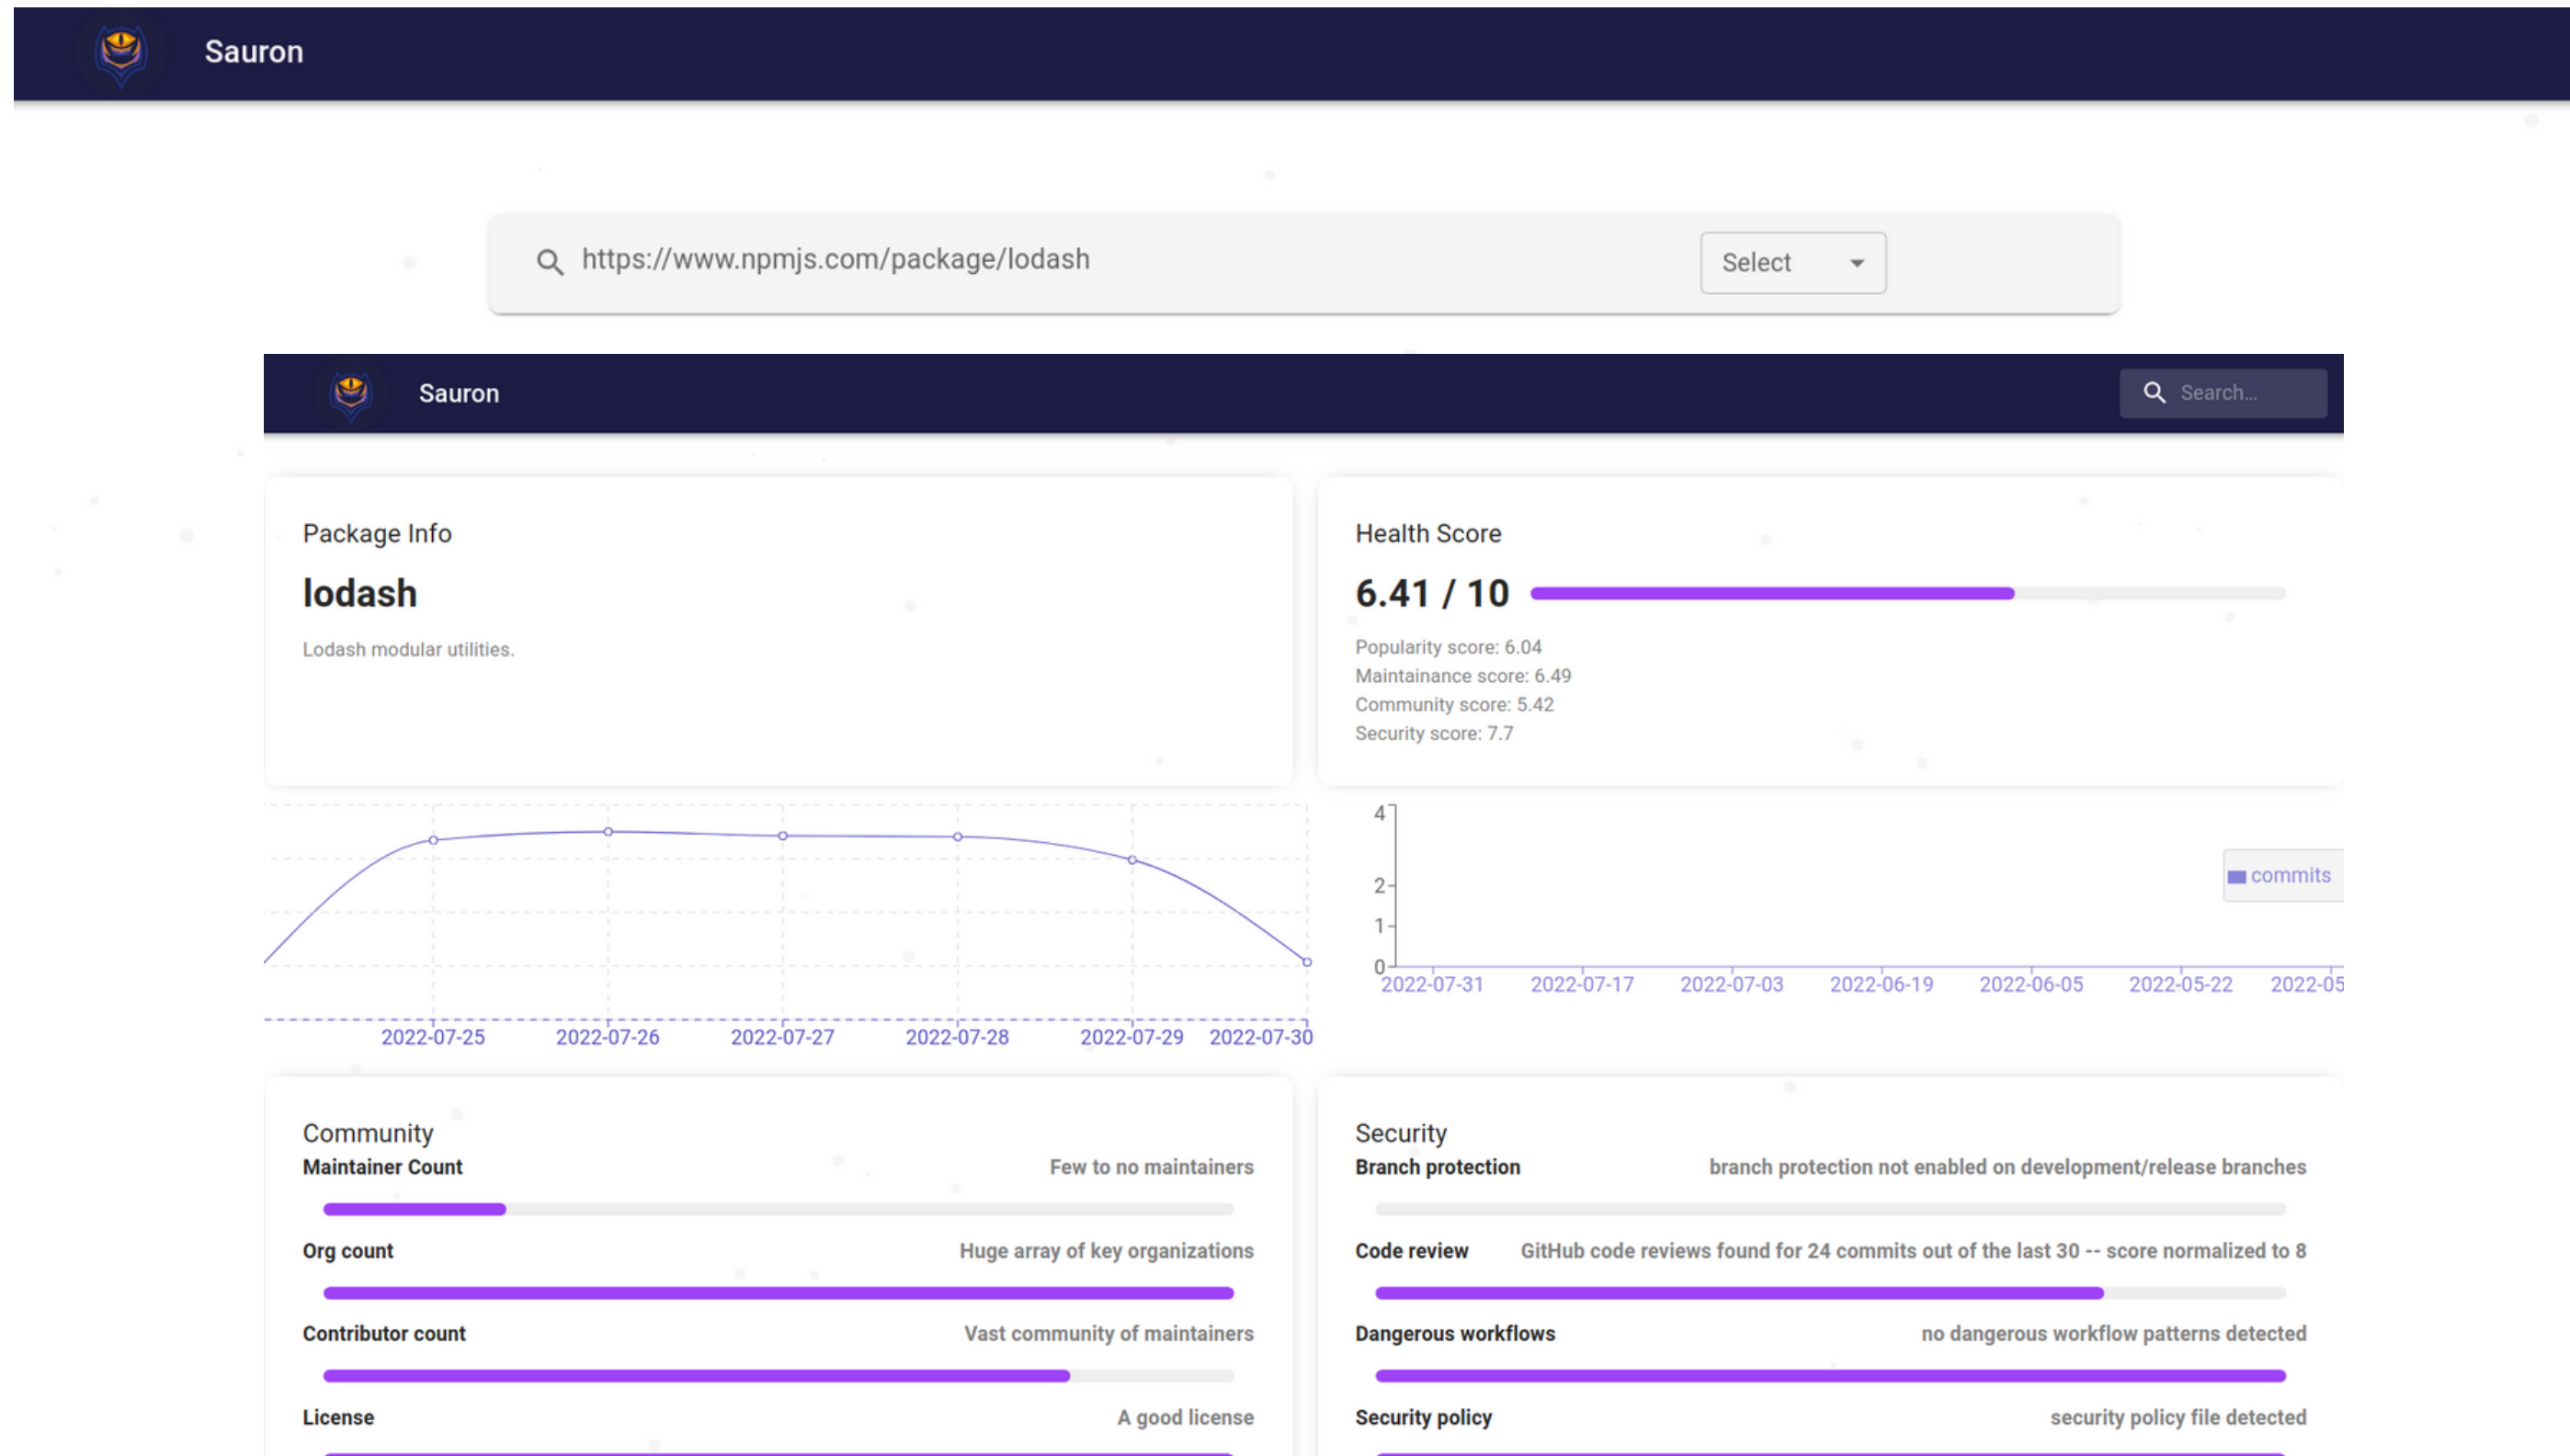 Sauron
https://www.npmjs.com/package/lodash
Select
Sauron
Search...
Package Info
lodash
Lodash modular utilities.
Health Score
6.41 / 10
Popularity score: 6.04
Maintainance score: 6.49
Community score: 5.42
Security score: 7.7
2022-07-25 2022-07-26 2022-07-27 2022-07-28 2022-07-29 2022-07-30
4
2
1
0
commits
2022-07-31 2022-07-17 2022-07-03 2022-06-19 2022-06-05 2022-05-22 2022-05
Community
Maintainer Count Few to no maintainers
Org count Huge array of key organizations
Contributor count Vast community of maintainers
License A good license
Security
Branch protection branch protection not enabled on development/release branches
Code review GitHub code reviews found for 24 commits out of the last 30 -- score normalized to 8
Dangerous workflows no dangerous workflow patterns detected
Security policy security policy file detected